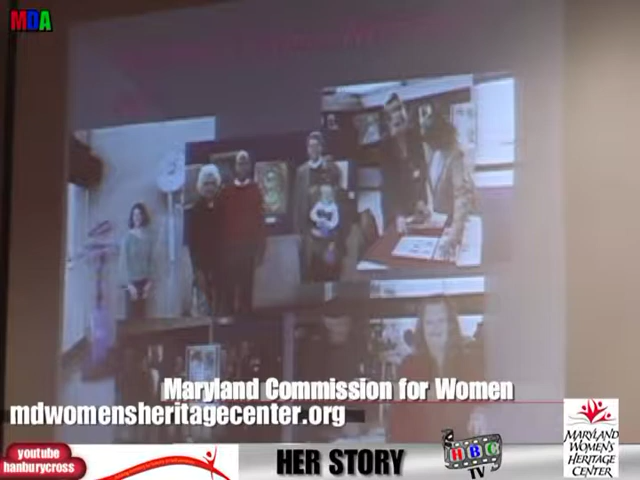 MDA
Maryland Commission for Women
mdwomensheritagecenter.org
youtube
hanburycross
HER STORY
HBC
TV
MARYLAND
WOMEN'S
HERITAGE
CENTER